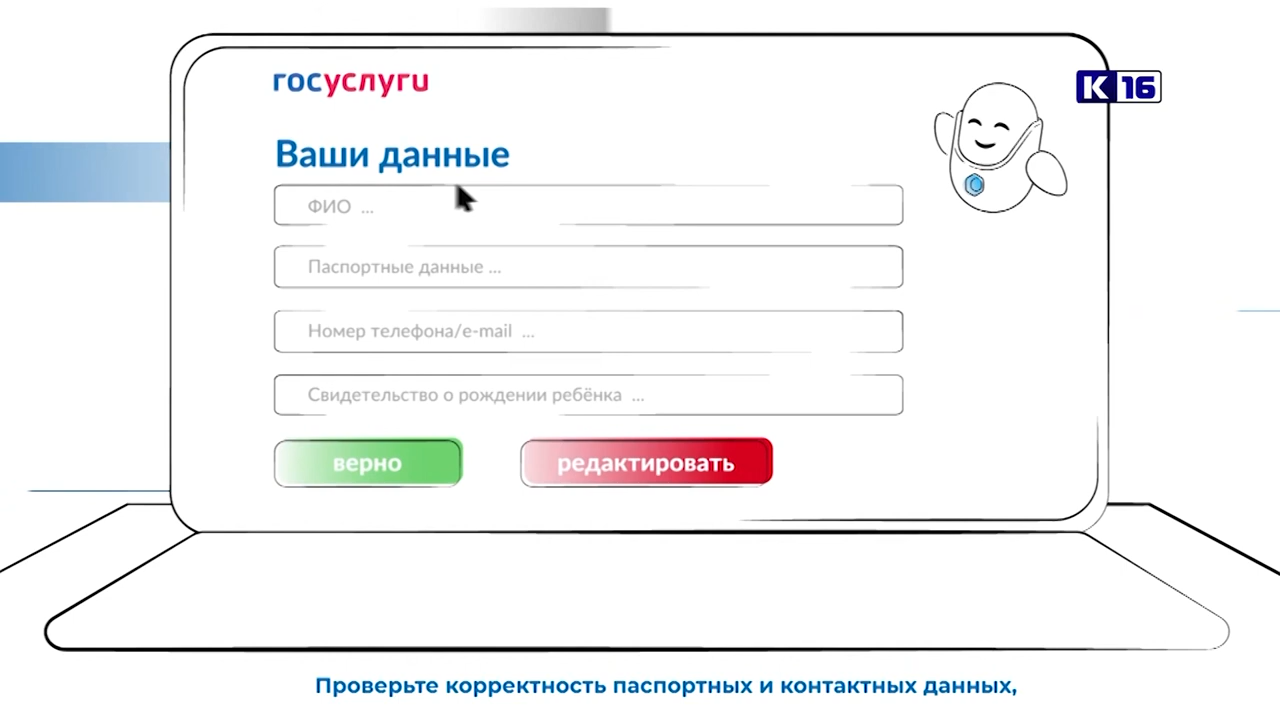 госуслуги
К 16
Ваши данные
ФИО ...
Паспортные данные ...
Номер телефона/e-mail ...
Свидетельство о рождении ребёнка ...
верно
редактировать
Проверьте корректность паспортных и контактных данных,